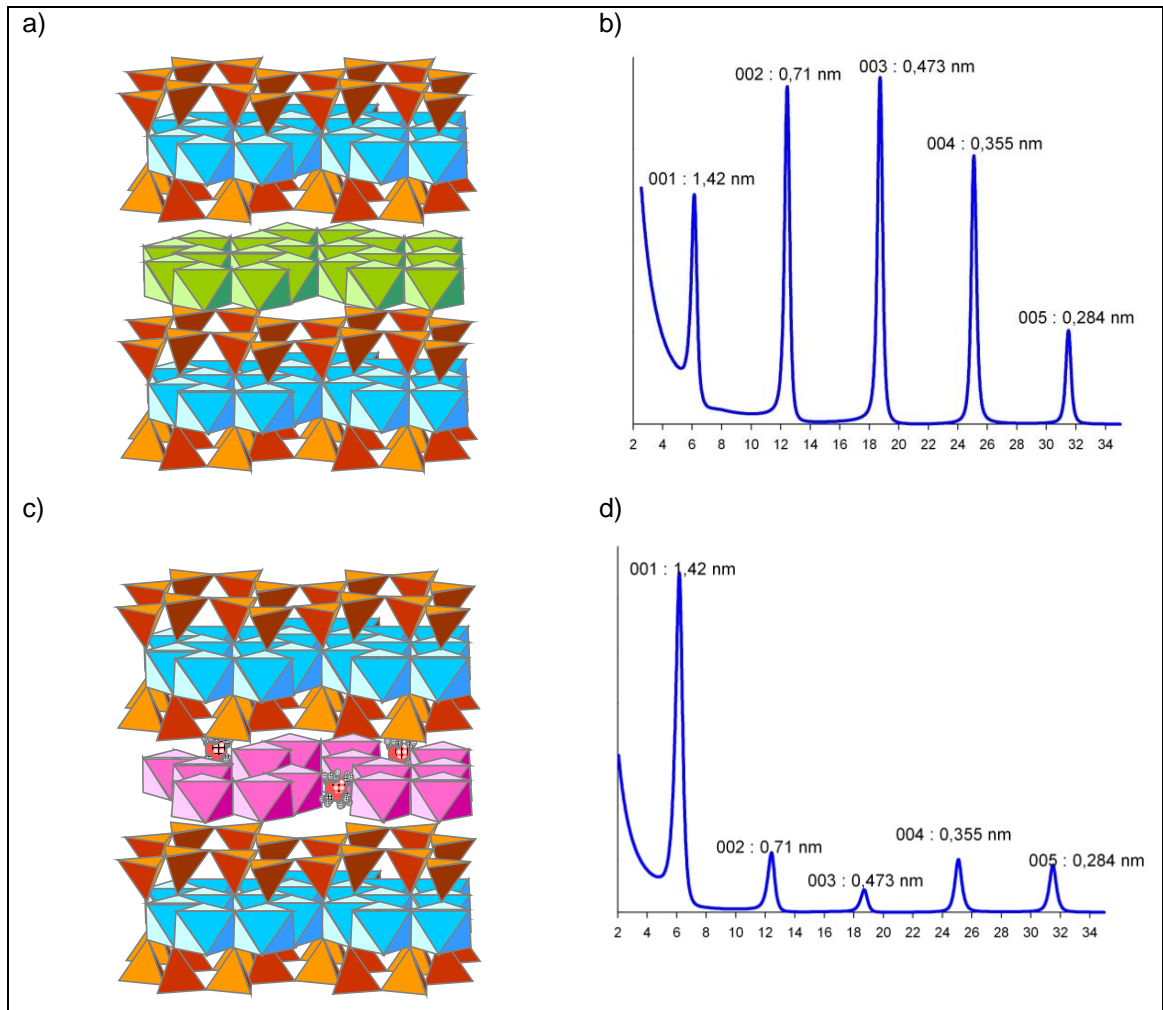 a)
b)
003 : 0,473 nm
002 : 0,71 nm
004 : 0,355 nm
001 : 1,42 nm
005 : 0,284 nm
2 4 6 8 10 12 14 16 18 20 22 24 26 28 30 32 34
c)
d)
001 : 1,42 nm
004 : 0,355 nm
002 : 0,71 nm
005 : 0,284 nm
003 : 0,473 nm
2 4 6 8 10 12 14 16 18 20 22 24 26 28 30 32 34